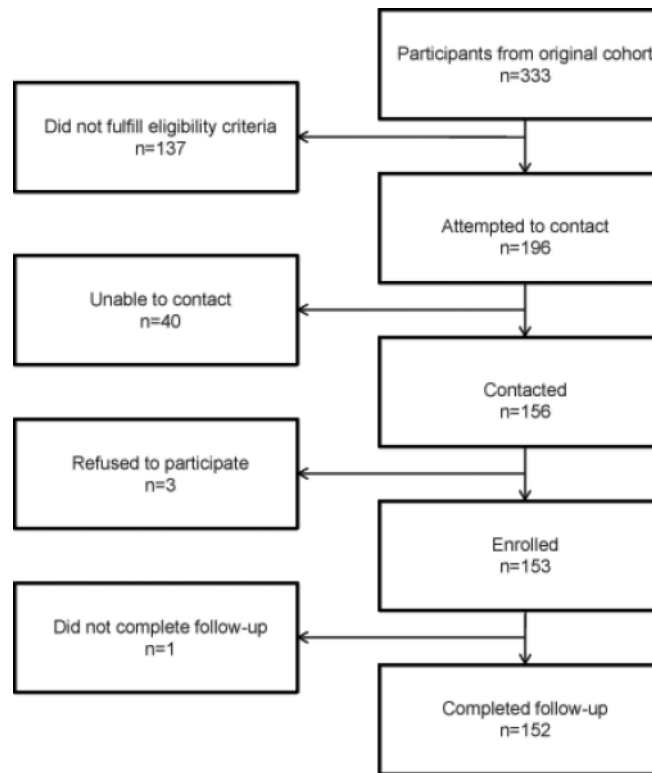 Participants from original cohort
n=333
Did not fulfill eligibility criteria
n=137
Attempted to contact
n=196
Unable to contact
n=40
Contacted
n=156
Refused to participate
n=3
Enrolled
n=153
Did not complete follow-up
n=1
Completed follow-up
n=152